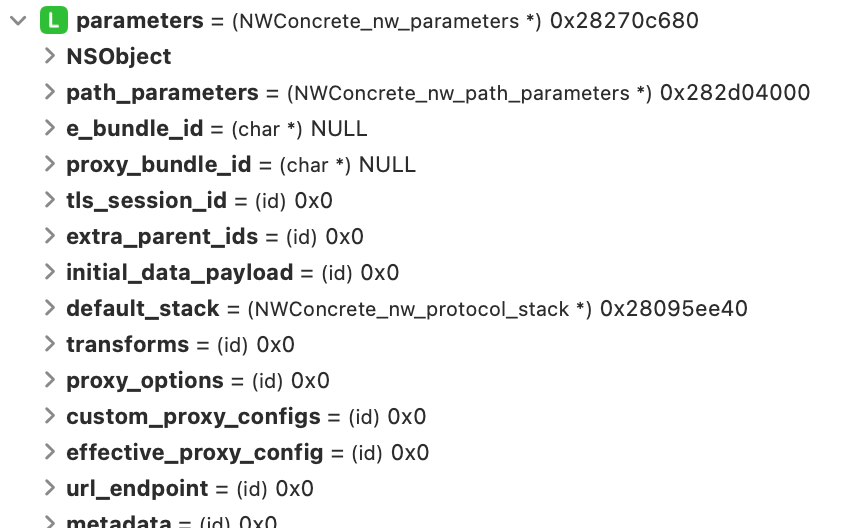 L parameters = (NWConcrete_nw_parameters *) 0x28270c680
NSObject
path_parameters = (NWConcrete_nw_path_parameters *) 0x282d04000
e_bundle_id = (char *) NULL
proxy_bundle_id = (char *) NULL
tls_session_id = (id) 0x0
extra_parent_ids = (id) 0x0
initial_data_payload = (id) 0x0
default_stack = (NWConcrete_nw_protocol_stack *) 0x28095ee40
transforms = (id) 0x0
proxy_options = (id) 0x0
custom_proxy_configs = (id) 0x0
effective_proxy_config = (id) 0x0
url_endpoint = (id) 0x0
metadata = (id) 0x0